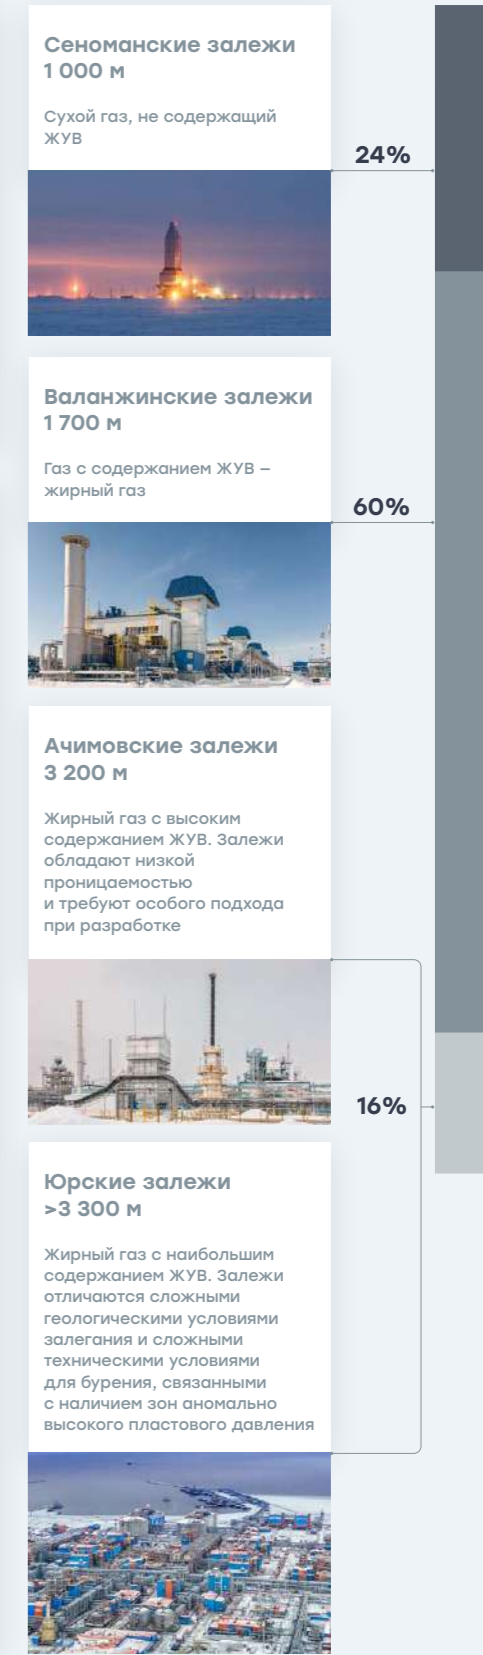 Сеноманские залежи
1 000 м
Сухой газ, не содержащий
ЖУВ
24%
Валанжинские залежи
1 700 м
Газ с содержанием ЖУВ –
жирный газ
60%
Ачимовские залежи
3 200 м
Жирный газ с высоким
содержанием ЖУВ. Залежи
обладают низкой
проницаемостью
и требуют особого подхода
при разработке
16%
Юрские залежи
>3 300 м
Жирный газ с наибольшим
содержанием ЖУВ. Залежи
отличаются сложными
геологическими условиями
залегания и сложными
техническими условиями
для бурения, связанными
с наличием зон аномально
высокого пластового давления